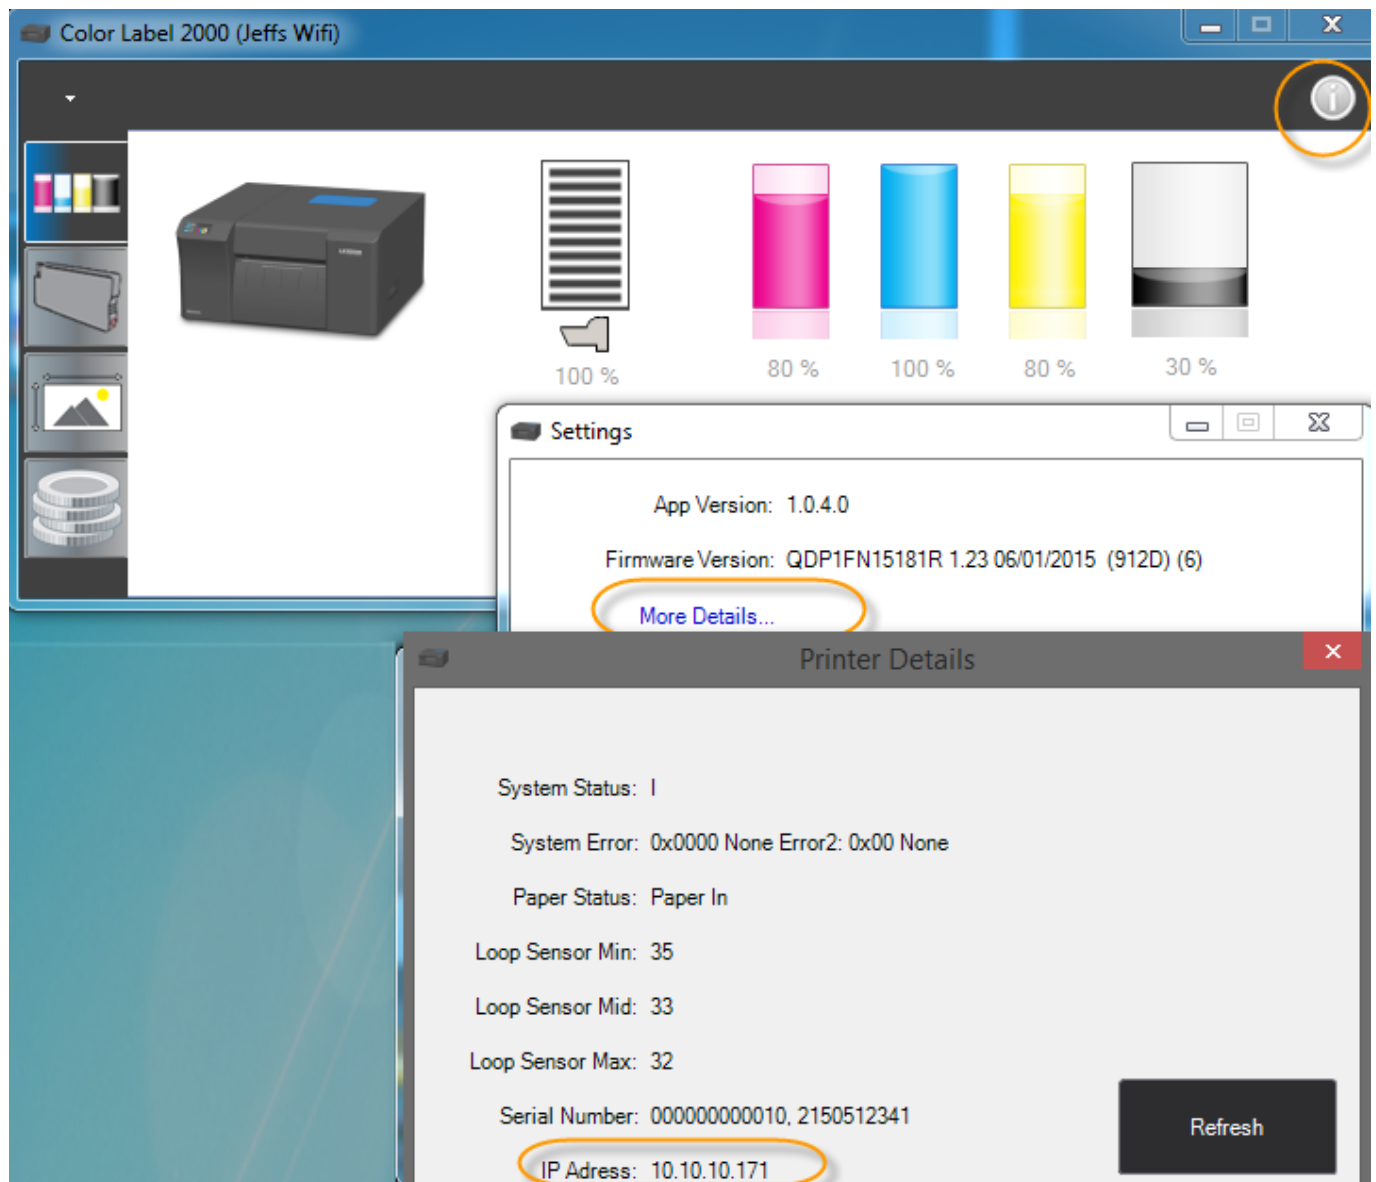 Color Label 2000 (Jeffs Wifi)
100 %
80 %
100 %
80 %
30 %
Settings
App Version: 1.0.4.0
Firmware Version: QDP1FN15181R 1.23 06/01/2015 (912D) (6)
More Details...
Printer Details
System Status: I
System Error: 0x0000 None Error2: 0x00 None
Paper Status: Paper In
Loop Sensor Min: 35
Loop Sensor Mid: 33
Loop Sensor Max: 32
Serial Number: 000000000010, 2150512341
Refresh
IP Adress: 10.10.10.171